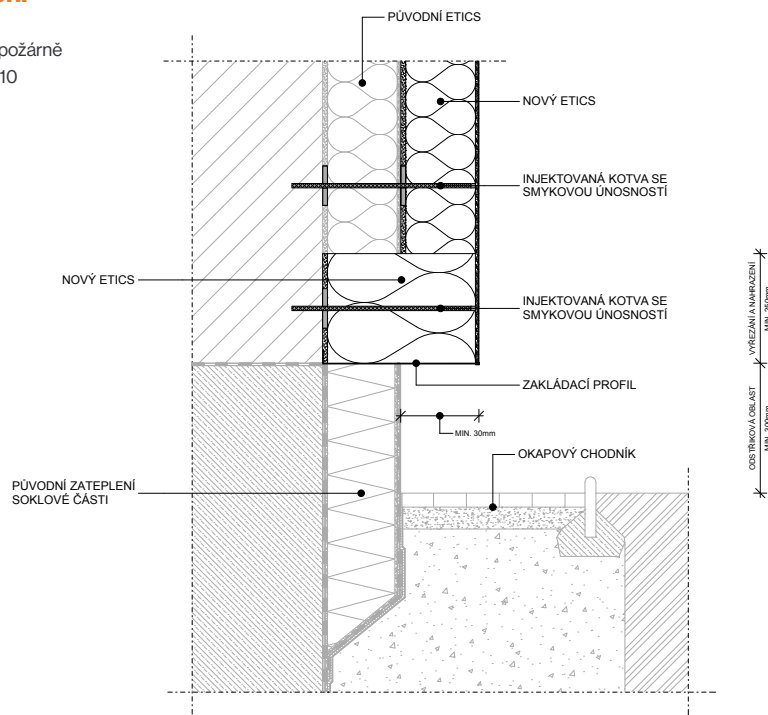 požárně
10
PŮVODNÍ ETICS
NOVÝ ETICS
INJEKTOVANÁ KOTVA SE
SMYKOVOU ÚNOSNOSTÍ
NOVÝ ETICS
INJEKTOVANÁ KOTVA SE
SMYKOVOU ÚNOSNOSTÍ
ZAKLÁDACÍ PROFIL
MIN. 30mm
OKAPOVÝ CHODNÍK
PŮVODNÍ ZATEPLENÍ
SOKLOVÉ ČÁSTI
VYŘEZÁNÍ A NAHRAZENÍ
ODSTŘIKOVÁ OBLAST